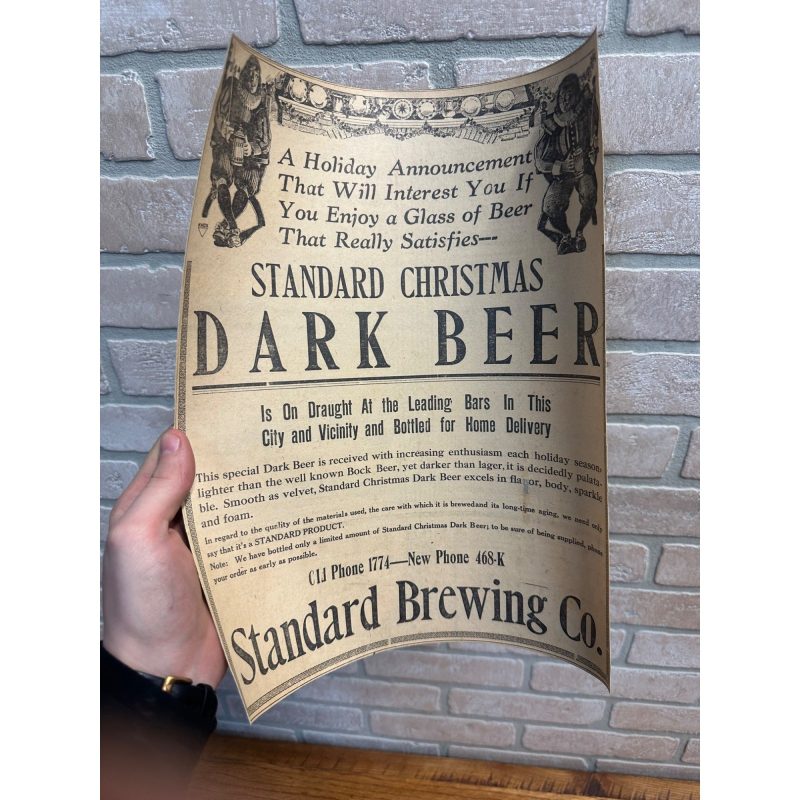 A Holiday Announcement
That Will Interest You If
You Enjoy a Glass of Beer
That Really Satisfies--
STANDARD CHRISTMAS
DARK BEER
Is On Draught At the Leading Bars In This
City and Vicinity and Bottled for Home Delivery
This special Dark Beer is received with increasing enthusiasm each holiday season;
lighter than the well known Bock Beer, yet darker than lager, it is decidedly palata-
ble. Smooth as velvet, Standard Christmas Dark Beer excels in flavor, body, sparkle
and foam.
In regard to the quality of the materials used, the care with which it is brewedand its long-time aging, we need only
say that it's a STANDARD PRODUCT.
Note: We have bottled only a limited amount of Standard Christmas Dark Beer; to be sure of being supplied, phone
your order as early as possible.
Phone 1774—New Phone 468-K
Standard Brewing Co.